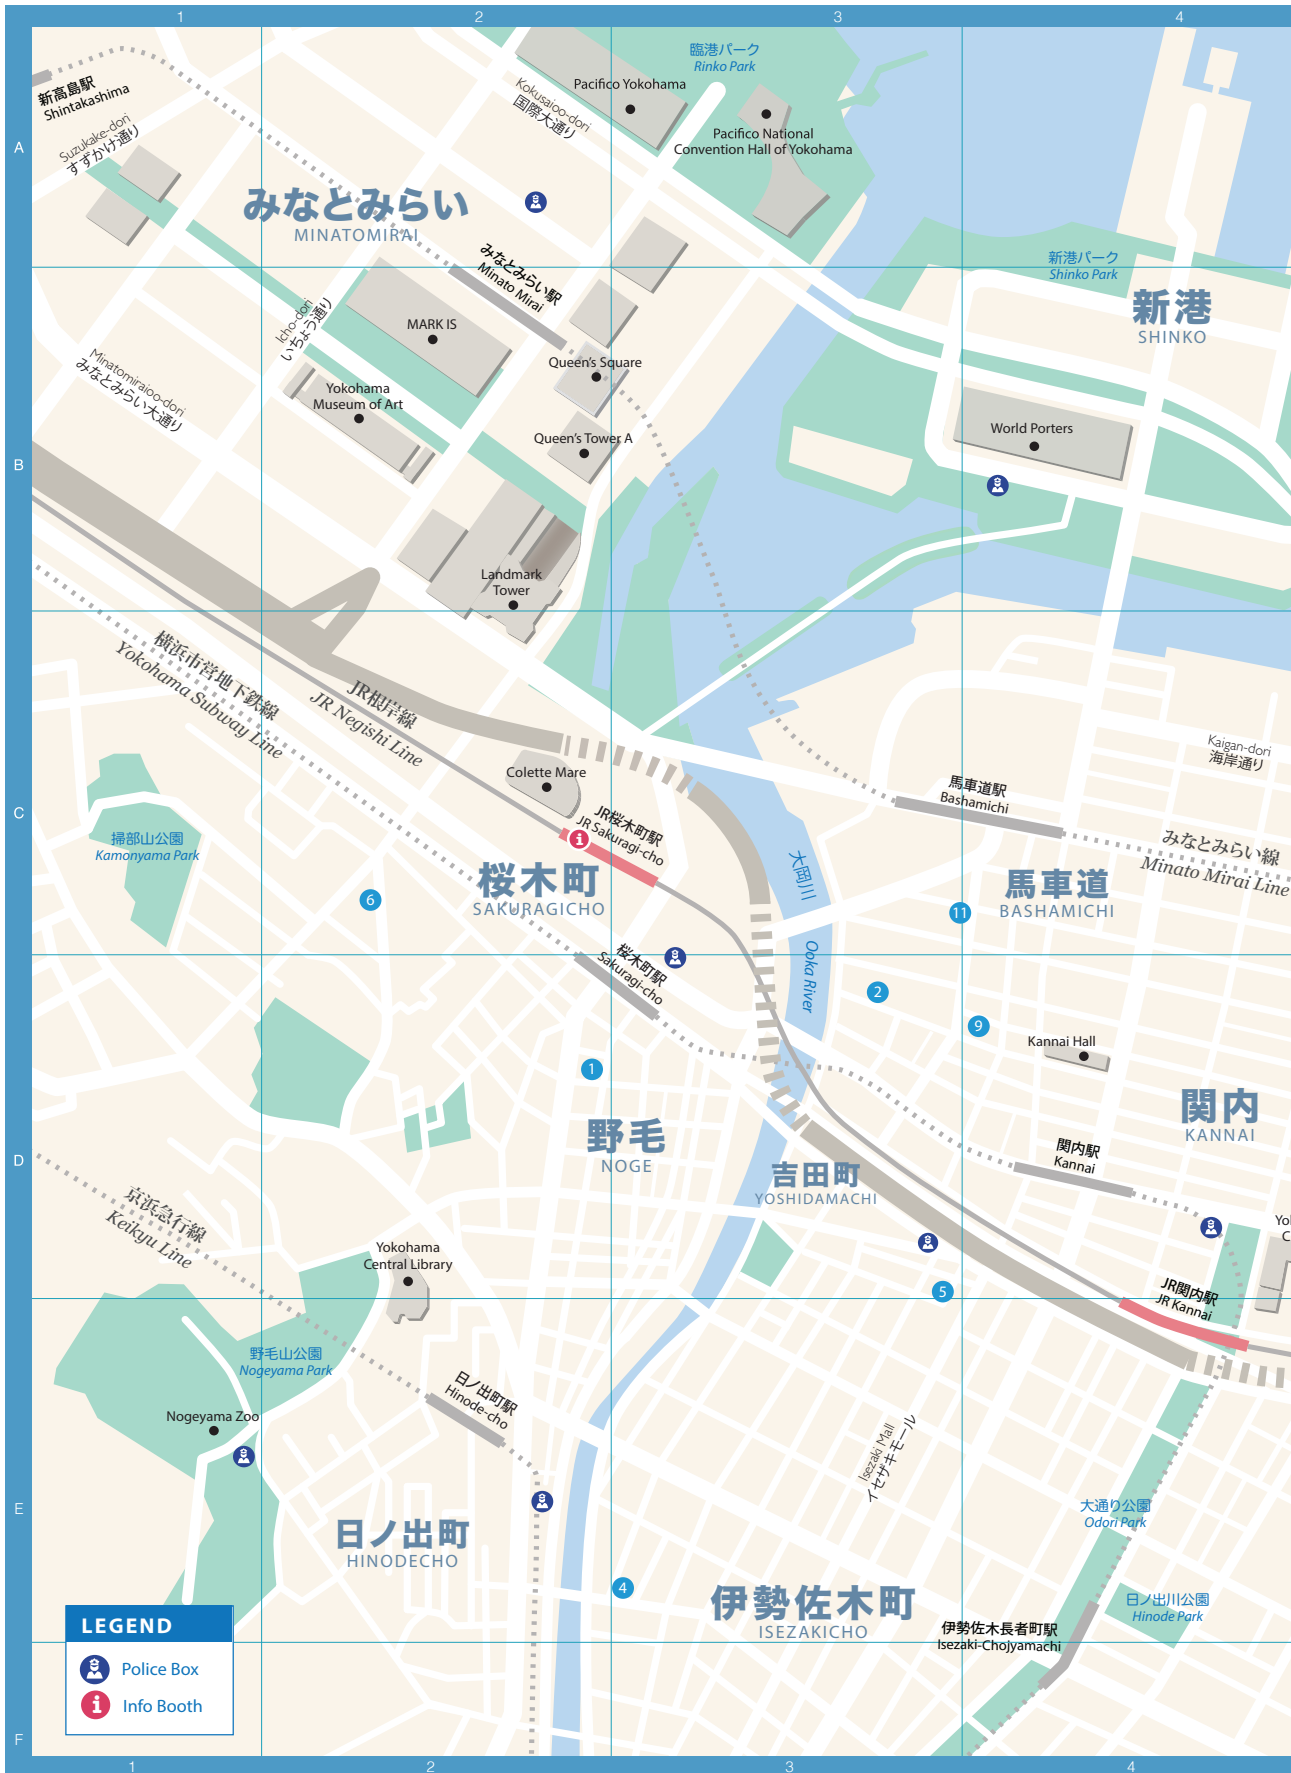 1
2
3
4
A
B
C
D
E
F
臨港パーク
Rinko Park
新高島駅
Shintakashima
Suzukake-dori
すずかけ通り
Kokusaioo-dori
国際大通り
Pacifico Yokohama
Pacifico National
Convention Hall of Yokohama
みなとみらい
MINATOMIRAI
みなとみらい駅
Minato Mirai
新港パーク
Shinko Park
新港
SHINKO
Icho-dori
いちょう通り
MARK IS
Minatomiraioo-dori
みなとみらい大通り
Queen's Square
Yokohama
Museum of Art
Queen's Tower A
World Porters
Landmark
Tower
横浜市営地下鉄線
Yokohama Subway Line
JR根岸線
JR Negishi Line
Kaigan-dori
海岸通り
Colette Mare
馬車道駅
Bashamichi
JR桜木町駅
JR Sakuragi-cho
掃部山公園
Kamonyama Park
みなとみらい線
Minato Mirai Line
桜木町
SAKURAGICHO
大岡川
Ooka River
馬車道
BASHAMICHI
6
11
桜木町駅
Sakuragi-cho
2
9
Kannai Hall
1
関内
KANNAI
野毛
NOGE
関内駅
Kannai
吉田町
YOSHIDAMACHI
京浜急行線
Keikyu Line
Yokohama
Central Library
Yo
C
5
JR関内駅
JR Kannai
野毛山公園
Nogeyama Park
日ノ出町駅
Hinode-cho
Nogeyama Zoo
Isezaki Mall
イセザキモール
大通り公園
Odori Park
日ノ出町
HINODECHO
4
伊勢佐木町
ISEZAKICHO
日ノ出川公園
Hinode Park
伊勢佐木長者町駅
Isezaki-Chojyamachi
LEGEND
Police Box
Info Booth
1
2
3
4